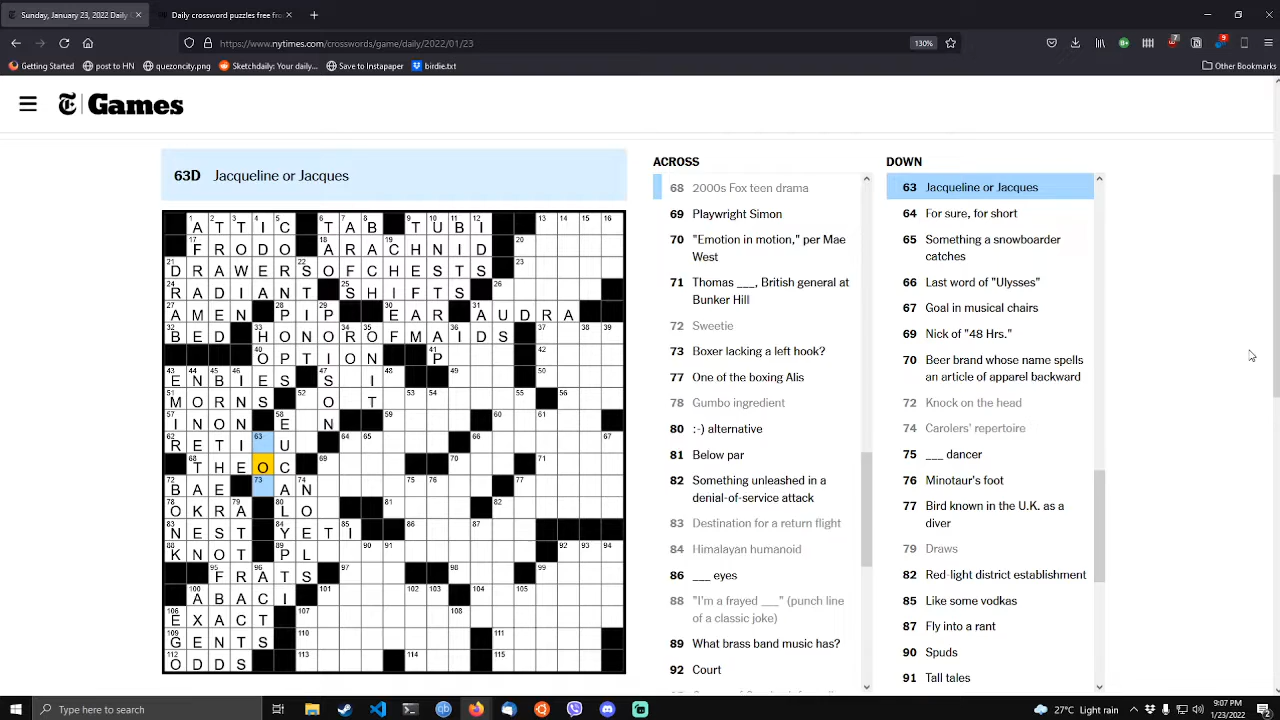 Sunday, January 23, 2022 Daily
Daily crossword puzzles free fr
https://www.nytimes.com/crosswords/game/daily/2022/01/23
130%
Getting Started
post to HN
quezoncity.png
Sketchdaily: Your daily...
Save to Instapaper
birdie.txt
Other Bookmarks
Games
63D Jacqueline or Jacques
ATTIC TVB TUBI
FRODO ARACHNID
DRAWERSOFCHESTS
RADIANT SHIFTS
AMEN PIP EAR AUDRA
BED HONOROFMAIDS
OPTION P
ENBIES S I
MORNS O T
INON E N
RETI U
THEO C
BAE AN
OKRA LO
NEST YETI
KNOT PL
FRATS
ABACI
EXACT
GENTS
ODDS
ACROSS
68 2000s Fox teen drama
69 Playwright Simon
70 "Emotion in motion," per Mae
West
71 Thomas ___, British general at
Bunker Hill
72 Sweetie
73 Boxer lacking a left hook?
77 One of the boxing Alis
78 Gumbo ingredient
80 :-) alternative
81 Below par
82 Something unleashed in a
denial-of-service attack
83 Destination for a return flight
84 Himalayan humanoid
86 ___ eyes
88 "I'm a frayed ___" (punch line
of a classic joke)
89 What brass band music has?
92 Court
DOWN
63 Jacqueline or Jacques
64 For sure, for short
65 Something a snowboarder
catches
66 Last word of "Ulysses"
67 Goal in musical chairs
69 Nick of "48 Hrs."
70 Beer brand whose name spells
an article of apparel backward
72 Knock on the head
74 Carolers' repertoire
75 ___ dancer
76 Minotaur's foot
77 Bird known in the U.K. as a
diver
79 Draws
82 Red-light district establishment
85 Like some vodkas
87 Fly into a rant
90 Spuds
91 Tall tales
Type here to search
27°C Light rain
9:07 PM
1/23/2022